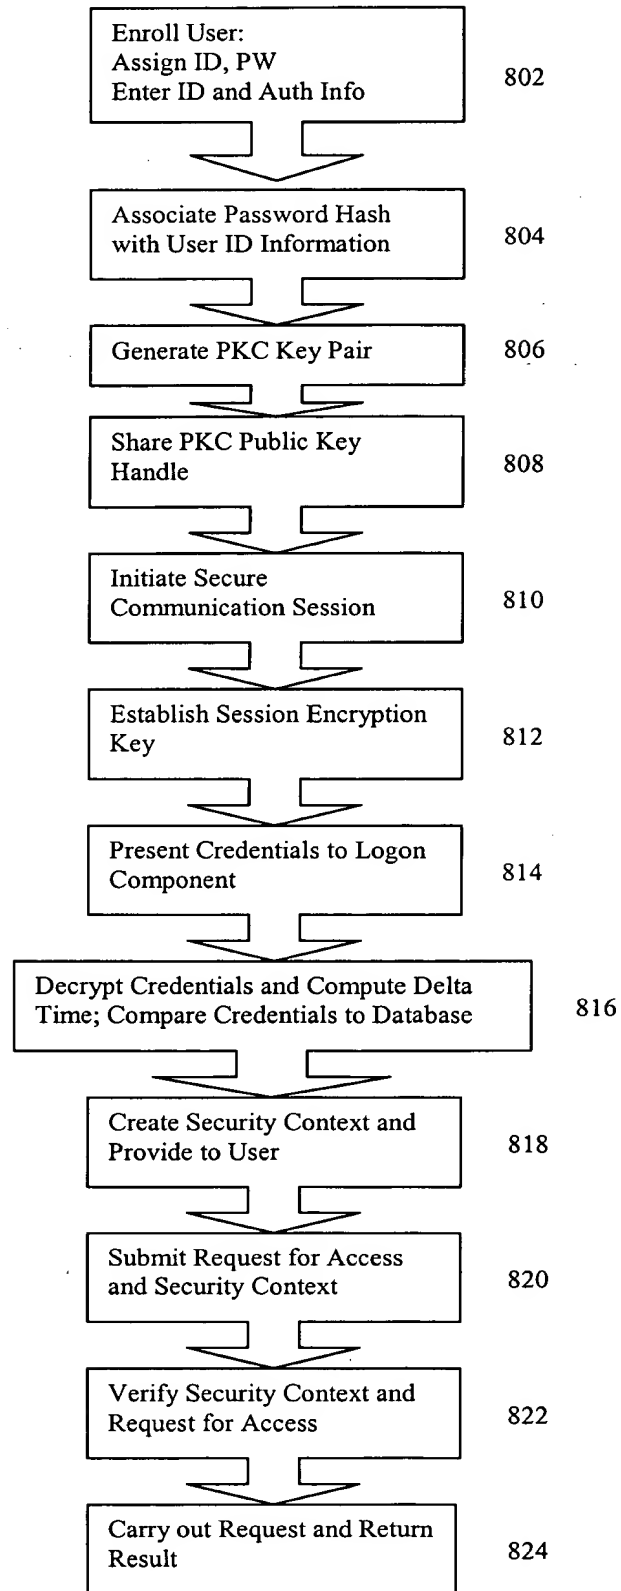 Enroll User:
Assign ID, PW
Enter ID and Auth Info
802
Associate Password Hash
with User ID Information
804
Generate PKC Key Pair
806
Share PKC Public Key
Handle
808
Initiate Secure
Communication Session
810
Establish Session Encryption
Key
812
Present Credentials to Logon
Component
814
Decrypt Credentials and Compute Delta
Time; Compare Credentials to Database
816
Create Security Context and
Provide to User
818
Submit Request for Access
and Security Context
820
Verify Security Context and
Request for Access
822
Carry out Request and Return
Result
824